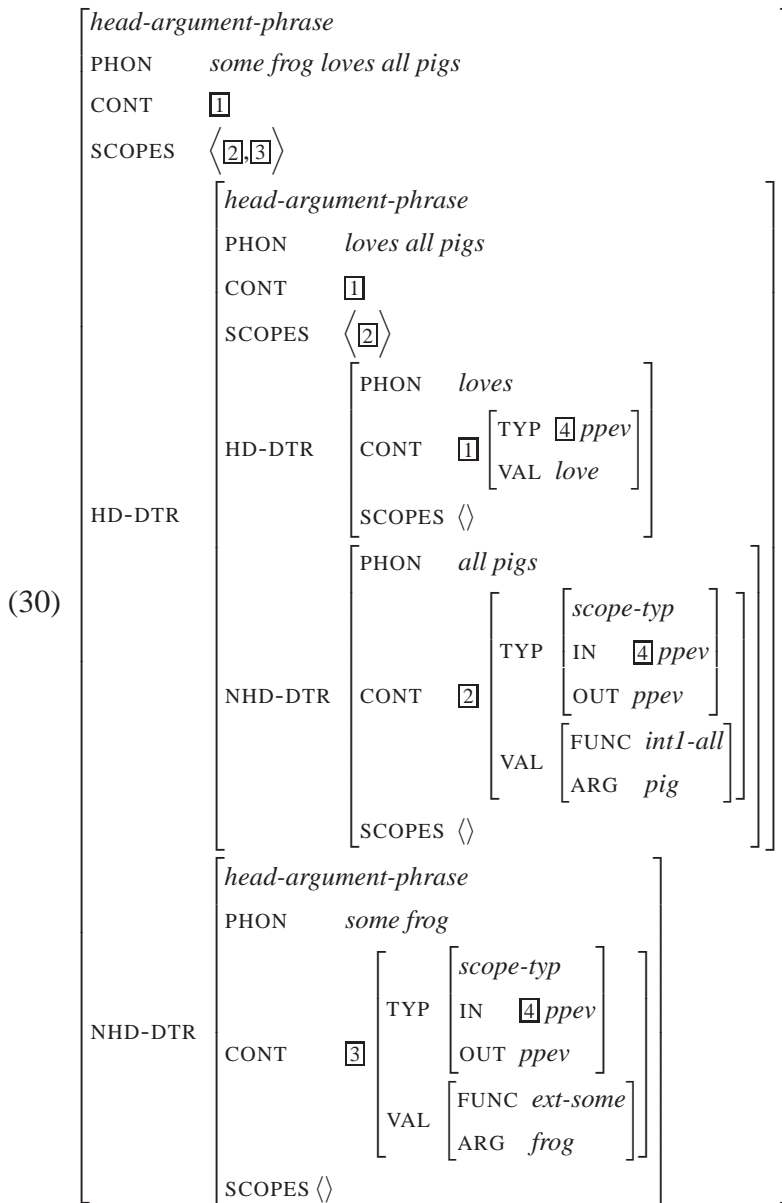 head-argument-phrase
PHON some frog loves all pigs
CONT 1
SCOPES ⟨2,3⟩
head-argument-phrase
PHON loves all pigs
CONT 1
SCOPES ⟨2⟩
PHON loves
TYP 4 ppev
HD-DTR CONT 1
VAL love
SCOPES ⟨⟩
HD-DTR
PHON all pigs
(30)
scope-typ
TYP IN 4 ppev
OUT ppev
NHD-DTR CONT 2
FUNC int1-all
VAL
ARG pig
SCOPES ⟨⟩
head-argument-phrase
PHON some frog
scope-typ
TYP IN 4 ppev
OUT ppev
NHD-DTR CONT 3
FUNC ext-some
VAL
ARG frog
SCOPES ⟨⟩